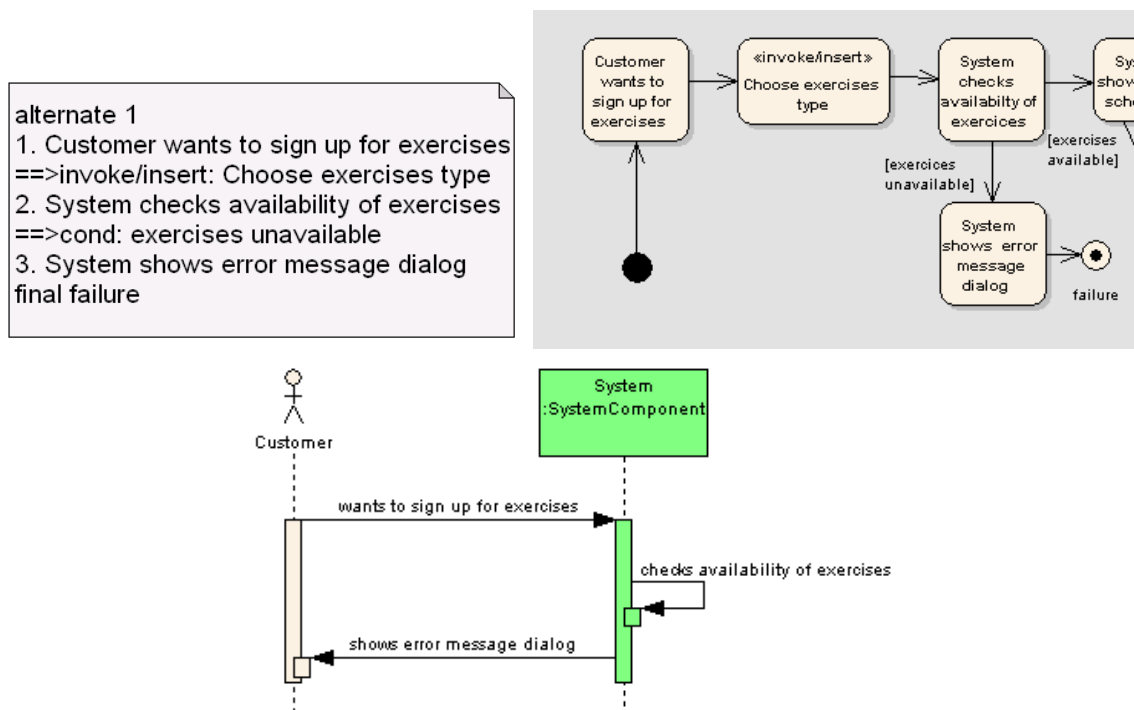 alternate 1
1. Customer wants to sign up for exercises
==>invoke/insert: Choose exercises type
2. System checks availability of exercises
==>cond: exercises unavailable
3. System shows error message dialog
final failure
Customer
wants to
sign up for
exercises
«invoke/insert»
Choose exercises
type
System
checks
availabilty of
exercices
[exercises
available]
[exercices
unavailable]
System
shows error
message
dialog
failure
Customer
System
:SystemComponent
wants to sign up for exercises
checks availability of exercises
shows error message dialog